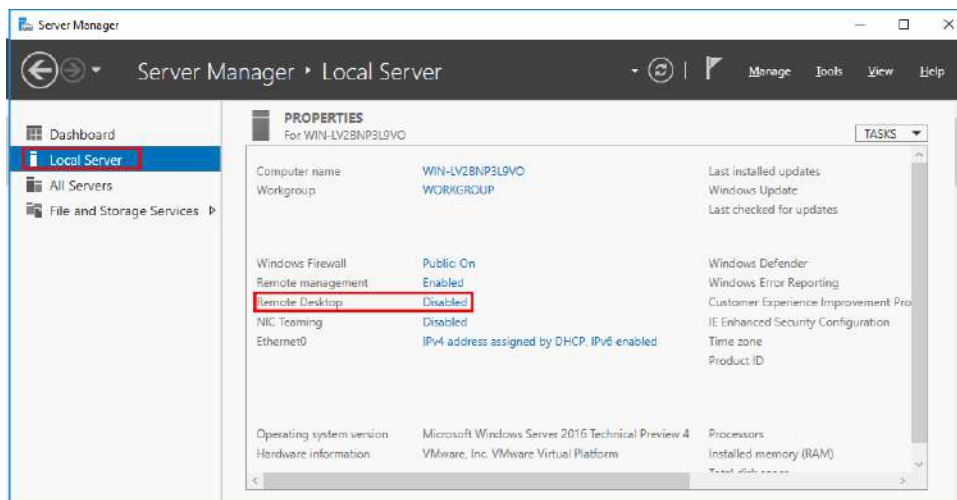 Server Manager
Server Manager ‣ Local Server
Manage Tools View Help
Dashboard
Local Server
All Servers
File and Storage Services
PROPERTIES
For WIN-LV2BNP3L9VO
TASKS
Computer name WIN-LV2BNP3L9VO Last installed updates
Workgroup WORKGROUP Windows Update
Last checked for updates
Windows Firewall Public: On Windows Defender
Remote management Enabled Windows Error Reporting
Remote Desktop Disabled Customer Experience Improvement Pro
NIC Teaming Disabled IE Enhanced Security Configuration
Ethernet0 IPv4 address assigned by DHCP, IPv6 enabled Time zone
Product ID
Operating system version Microsoft Windows Server 2016 Technical Preview 4 Processors
Hardware information VMware, Inc. VMware Virtual Platform Installed memory (RAM)
Total disk space